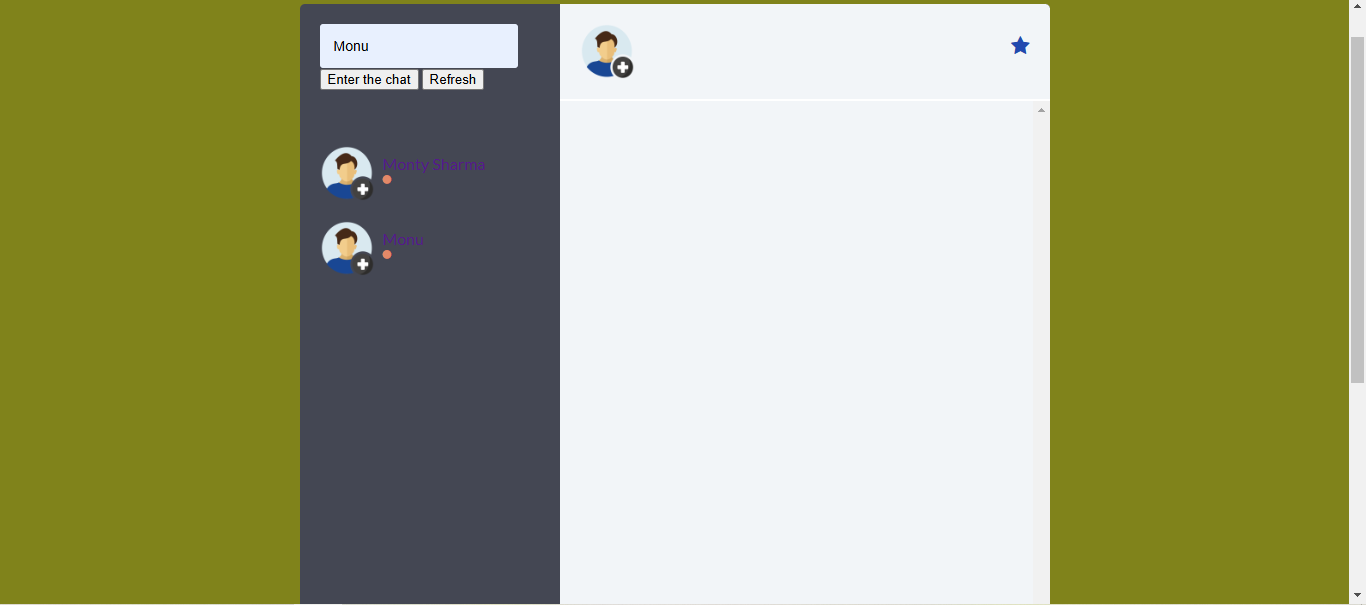 Monu
Enter the chat Refresh
Monty Sharma
Monu